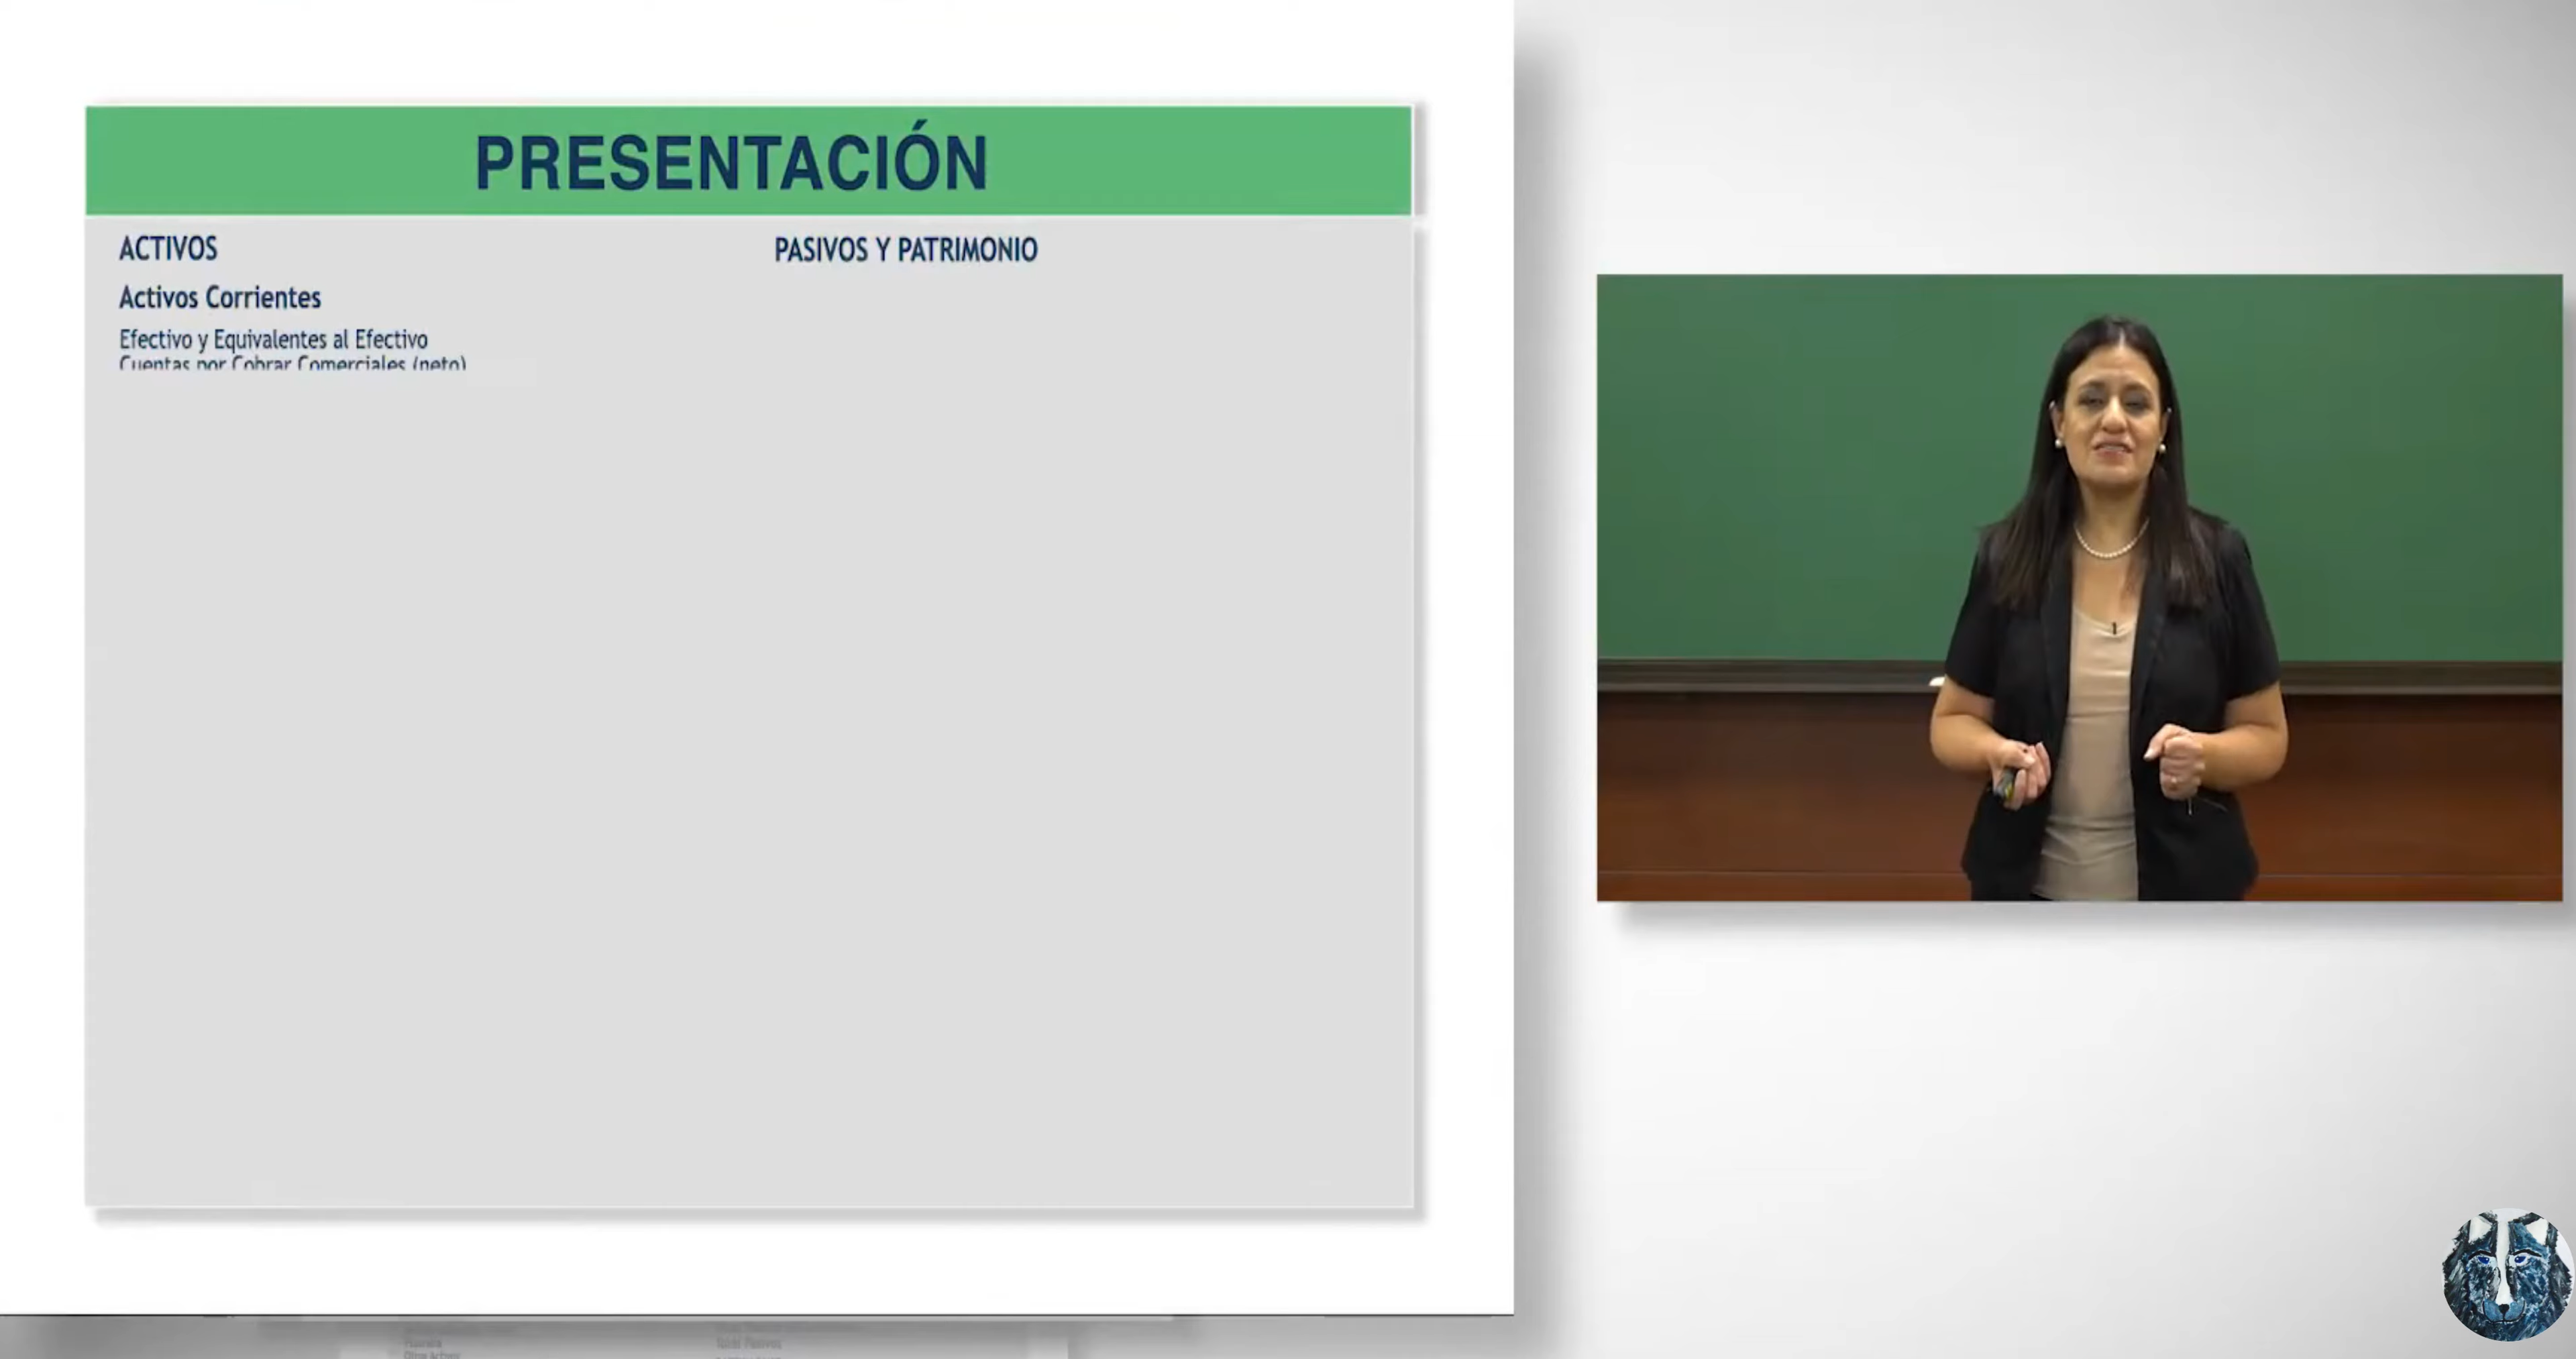 PRESENTACIÓN
ACTIVOS
PASIVOS Y PATRIMONIO
Activos Corrientes
Efectivo y Equivalentes al Efectivo
Cuentas por Cobrar Comerciales (neto)